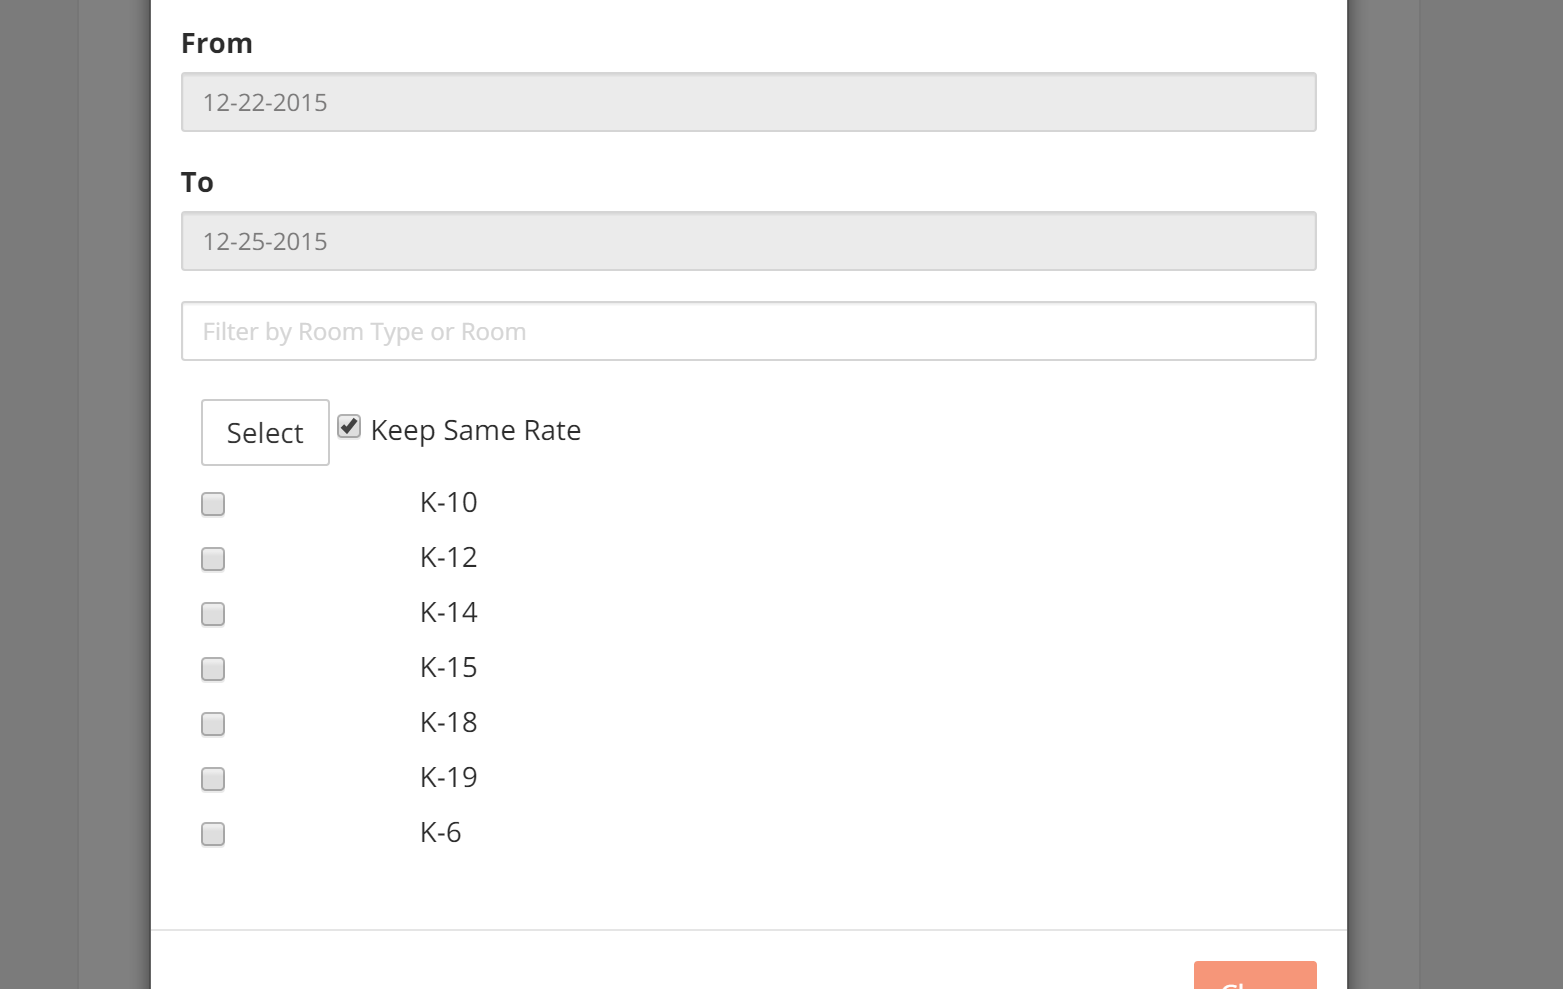 From
12-22-2015
To
12-25-2015
Filter by Room Type or Room
Select Keep Same Rate
K-10
K-12
K-14
K-15
K-18
K-19
K-6